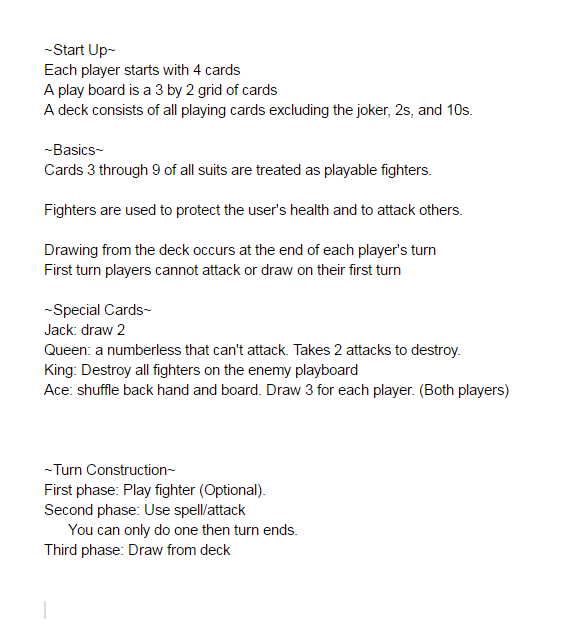 ~Start Up~
Each player starts with 4 cards
A play board is a 3 by 2 grid of cards
A deck consists of all playing cards excluding the joker, 2s, and 10s.
~Basics~
Cards 3 through 9 of all suits are treated as playable fighters.
Fighters are used to protect the user's health and to attack others.
Drawing from the deck occurs at the end of each player's turn
First turn players cannot attack or draw on their first turn
~Special Cards~
Jack: draw 2
Queen: a numberless that can't attack. Takes 2 attacks to destroy.
King: Destroy all fighters on the enemy playboard
Ace: shuffle back hand and board. Draw 3 for each player. (Both players)
~Turn Construction~
First phase: Play fighter (Optional).
Second phase: Use spell/attack
You can only do one then turn ends.
Third phase: Draw from deck